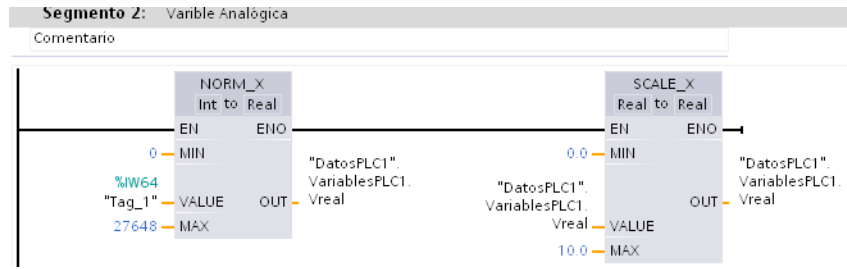 Segmento 2: Varible Analógica
Comentario
NORM_X
Int to Real
EN ENO
0 MIN
%IW64
"Tag_1" VALUE
27648 MAX
OUT
"DatosPLC1".
VariablesPLC1.
Vreal
SCALE_X
Real to Real
EN ENO
0.0 MIN
"DatosPLC1".
VariablesPLC1.
Vreal VALUE
10.0 MAX
OUT
"DatosPLC1".
VariablesPLC1.
Vreal